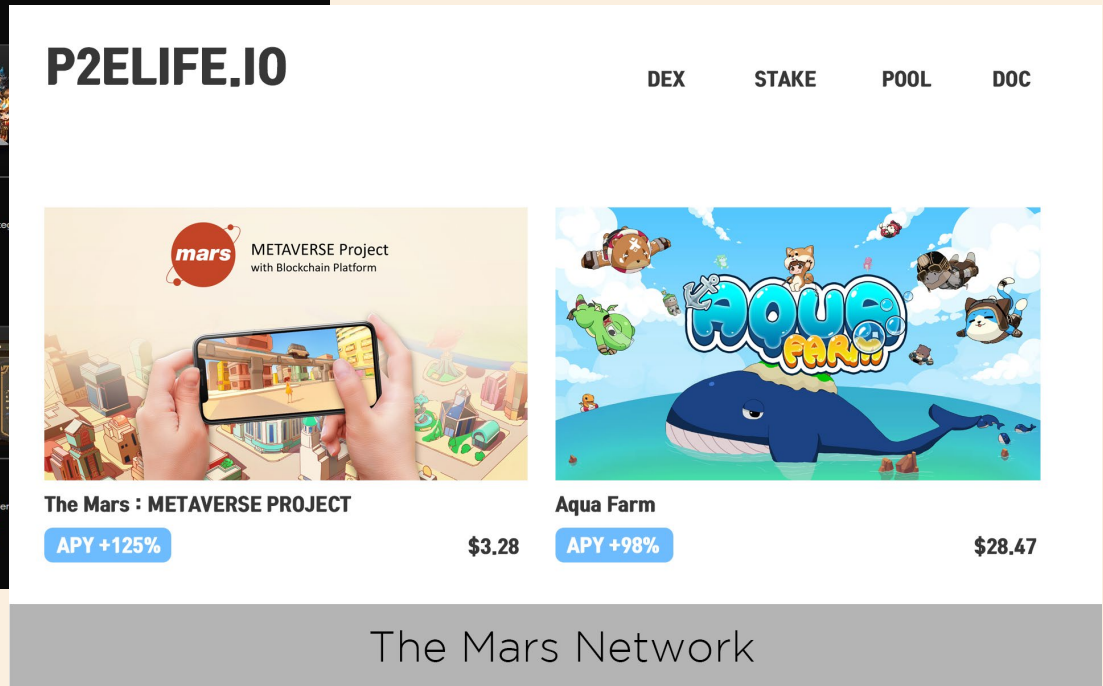 P2ELIFE.IO
DEX STAKE POOL DOC
mars
METAVERSE Project
with Blockchain Platform
AQUA
FARM
The Mars : METAVERSE PROJECT
APY +125%
$3.28
Aqua Farm
APY +98%
$28.47
The Mars Network